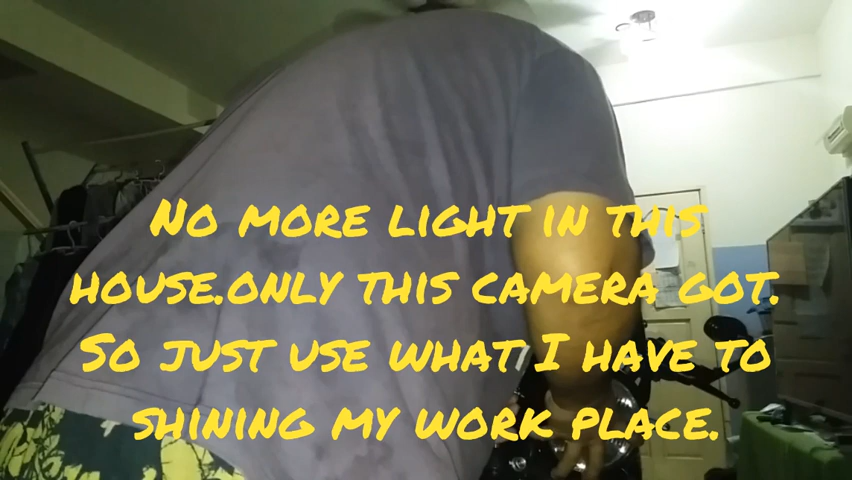 No more light in this
house.only this camera got.
So just use what I have to
shining my work place.